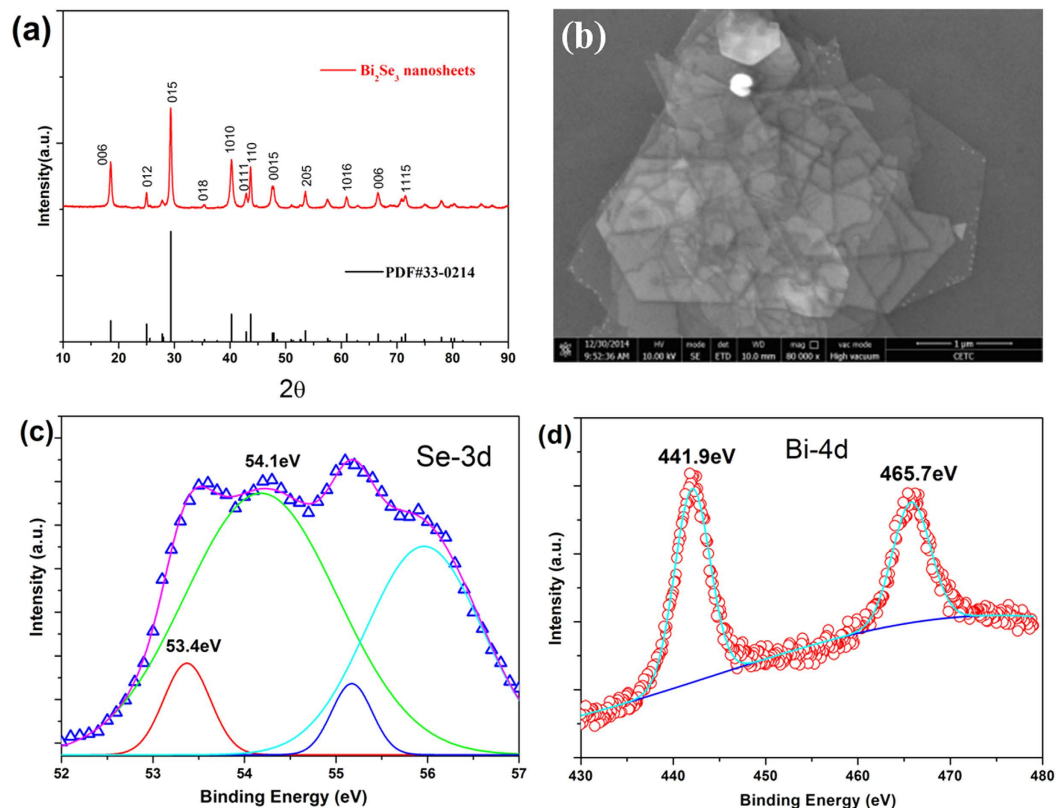 (a)
Bi2Se3 nanosheets
006
012
015
018
1010
0111
110
0015
205
1016
006
1115
PDF#33-0214
Intensity(a.u.)
10 20 30 40 50 60 70 80 90
2θ
(b)
12/30/2014 HV mode det WD mag □ vac mode 1 µm
9:52:36 AM 10.00 kV SE ETD 10.0 mm 80 000 x High vacuum CETC
(c)
Se-3d
54.1eV
53.4eV
Intensity (a.u.)
52 53 54 55 56 57
Binding Energy (eV)
(d)
Bi-4d
441.9eV
465.7eV
Intensity (a.u.)
430 440 450 460 470 480
Binding Energy (eV)